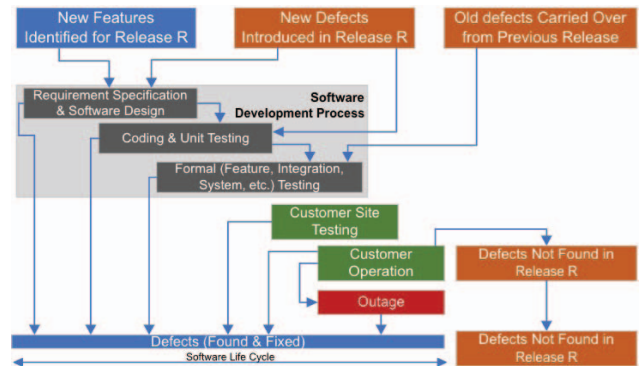 New Features
Identified for Release R
New Defects
Introduced in Release R
Old defects Carried Over
from Previous Release
Requirement Specification
& Software Design
Software
Development Process
Coding & Unit Testing
Formal (Feature, Integration,
System, etc.) Testing
Customer Site
Testing
Customer
Operation
Defects Not Found in
Release R
Outage
Defects (Found & Fixed)
Defects Not Found in
Release R
Software Life Cycle